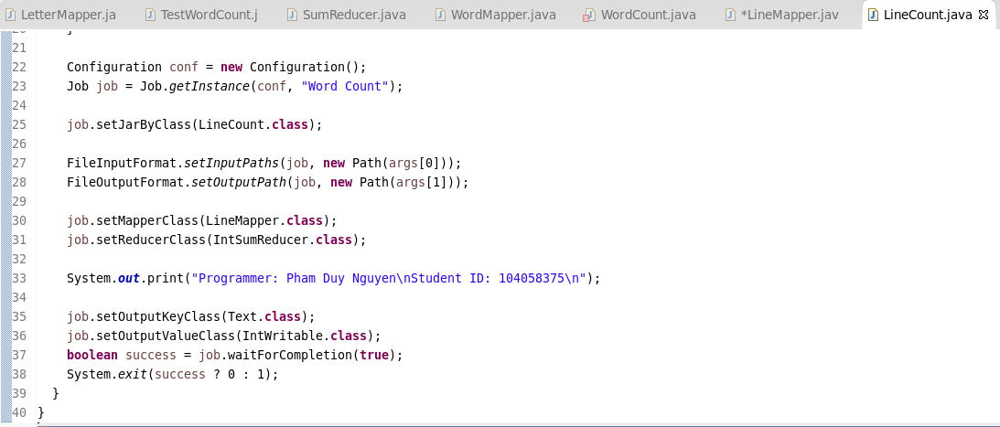 LetterMapper.ja TestWordCount.j SumReducer.java WordMapper.java WordCount.java *LineMapper.jav LineCount.java
21
22 Configuration conf = new Configuration();
23 Job job = Job.getInstance(conf, "Word Count");
24
25 job.setJarByClass(LineCount.class);
26
27 FileInputFormat.setInputPaths(job, new Path(args[0]));
28 FileOutputFormat.setOutputPath(job, new Path(args[1]));
29
30 job.setMapperClass(LineMapper.class);
31 job.setReducerClass(IntSumReducer.class);
32
33 System.out.print("Programmer: Pham Duy Nguyen\nStudent ID: 104058375\n");
34
35 job.setOutputKeyClass(Text.class);
36 job.setOutputValueClass(IntWritable.class);
37 boolean success = job.waitForCompletion(true);
38 System.exit(success ? 0 : 1);
39 }
40 }